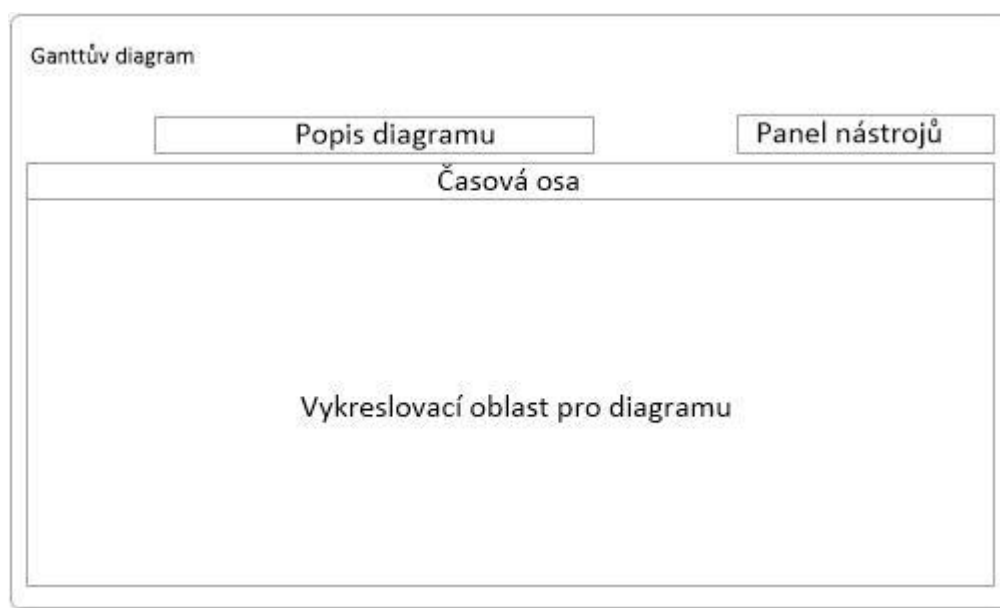 Ganttův diagram
Popis diagramu
Panel nástrojů
Časová osa
Vykreslovací oblast pro diagramu